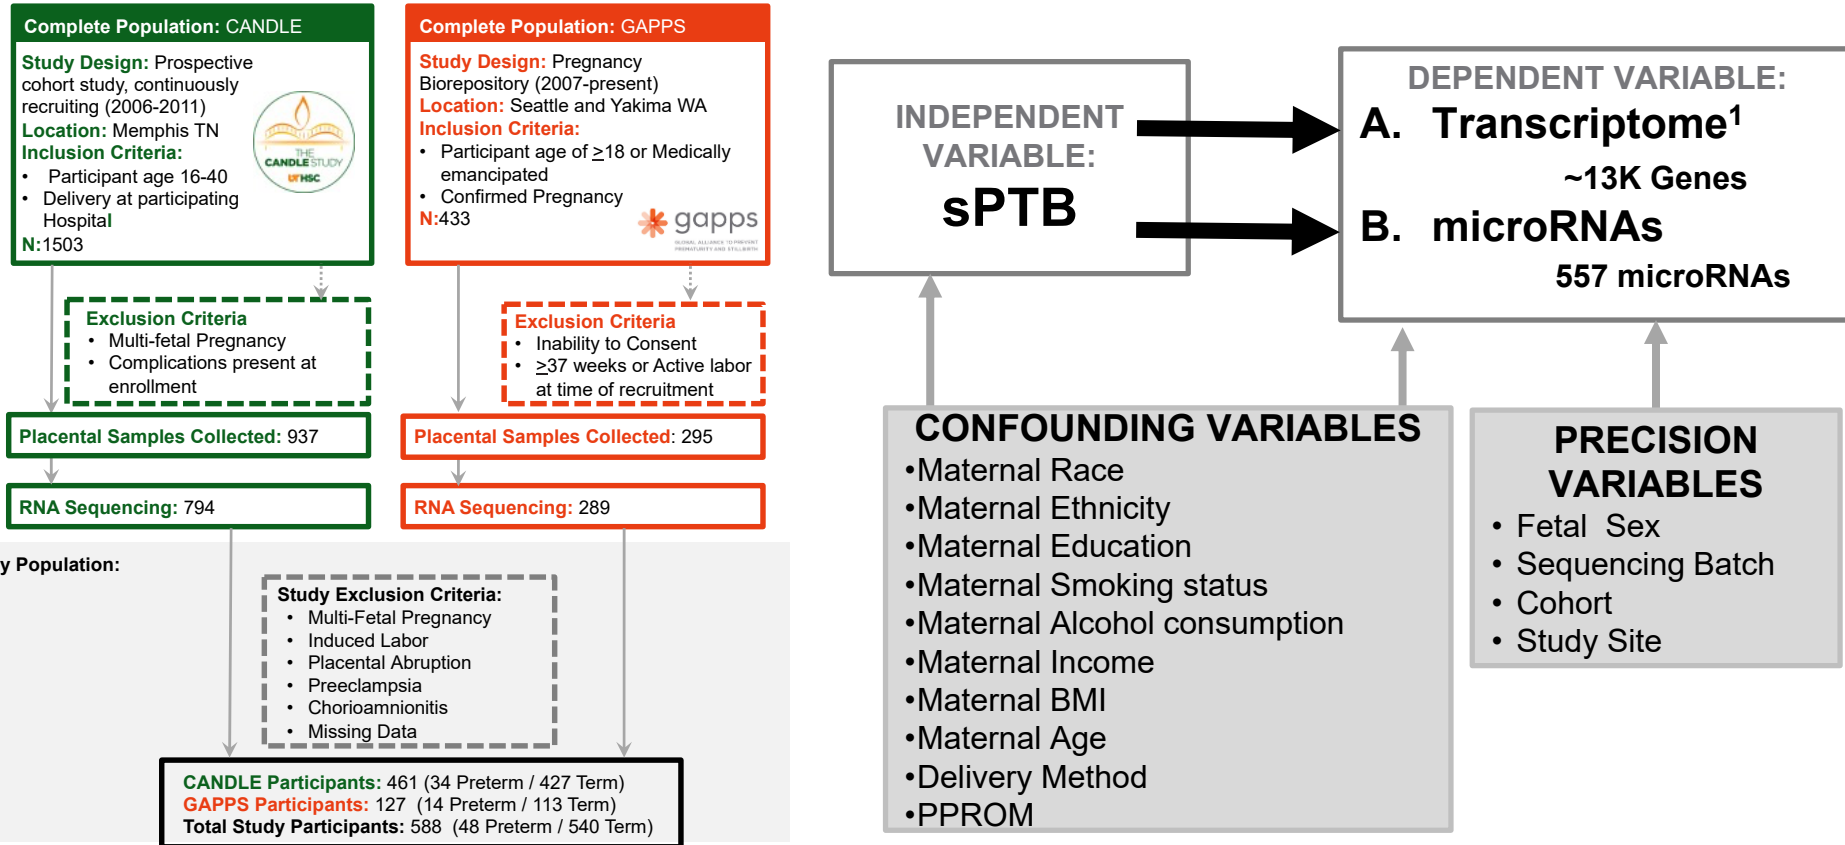 Complete Population: CANDLE
Study Design: Prospective
cohort study, continuously
recruiting (2006-2011)
Location: Memphis TN
Inclusion Criteria:
• Participant age 16-40
• Delivery at participating
Hospital
N:1503
THE
CANDLE STUDY
UTHSC
Exclusion Criteria
• Multi-fetal Pregnancy
• Complications present at
enrollment
Placental Samples Collected: 937
RNA Sequencing: 794
Complete Population: GAPPS
Study Design: Pregnancy
Biorepository (2007-present)
Location: Seattle and Yakima WA
Inclusion Criteria:
• Participant age of ≥18 or Medically
emancipated
• Confirmed Pregnancy
N:433
gapps
GLOBAL ALLIANCE TO PREVENT
PREMATURITY AND STILLBIRTH
Exclusion Criteria
• Inability to Consent
• ≥37 weeks or Active labor
at time of recruitment
Placental Samples Collected: 295
RNA Sequencing: 289
y Population:
Study Exclusion Criteria:
• Multi-Fetal Pregnancy
• Induced Labor
• Placental Abruption
• Preeclampsia
• Chorioamnionitis
• Missing Data
CANDLE Participants: 461 (34 Preterm / 427 Term)
GAPPS Participants: 127 (14 Preterm / 113 Term)
Total Study Participants: 588 (48 Preterm / 540 Term)
INDEPENDENT
VARIABLE:
sPTB
DEPENDENT VARIABLE:
A. Transcriptome¹
~13K Genes
B. microRNAs
557 microRNAs
CONFOUNDING VARIABLES
•Maternal Race
•Maternal Ethnicity
•Maternal Education
•Maternal Smoking status
•Maternal Alcohol consumption
•Maternal Income
•Maternal BMI
•Maternal Age
•Delivery Method
•PPROM
PRECISION
VARIABLES
• Fetal Sex
• Sequencing Batch
• Cohort
• Study Site